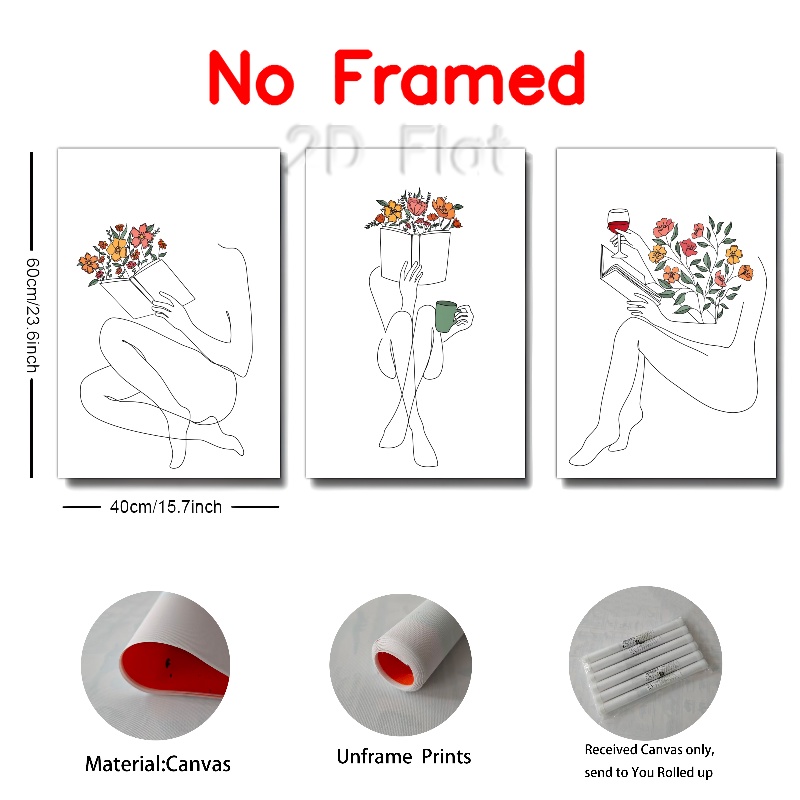 No Framed
2D Flat
60cm/23.6inch
40cm/15.7inch
Material:Canvas
Unframe Prints
Received Canvas only,
send to You Rolled up